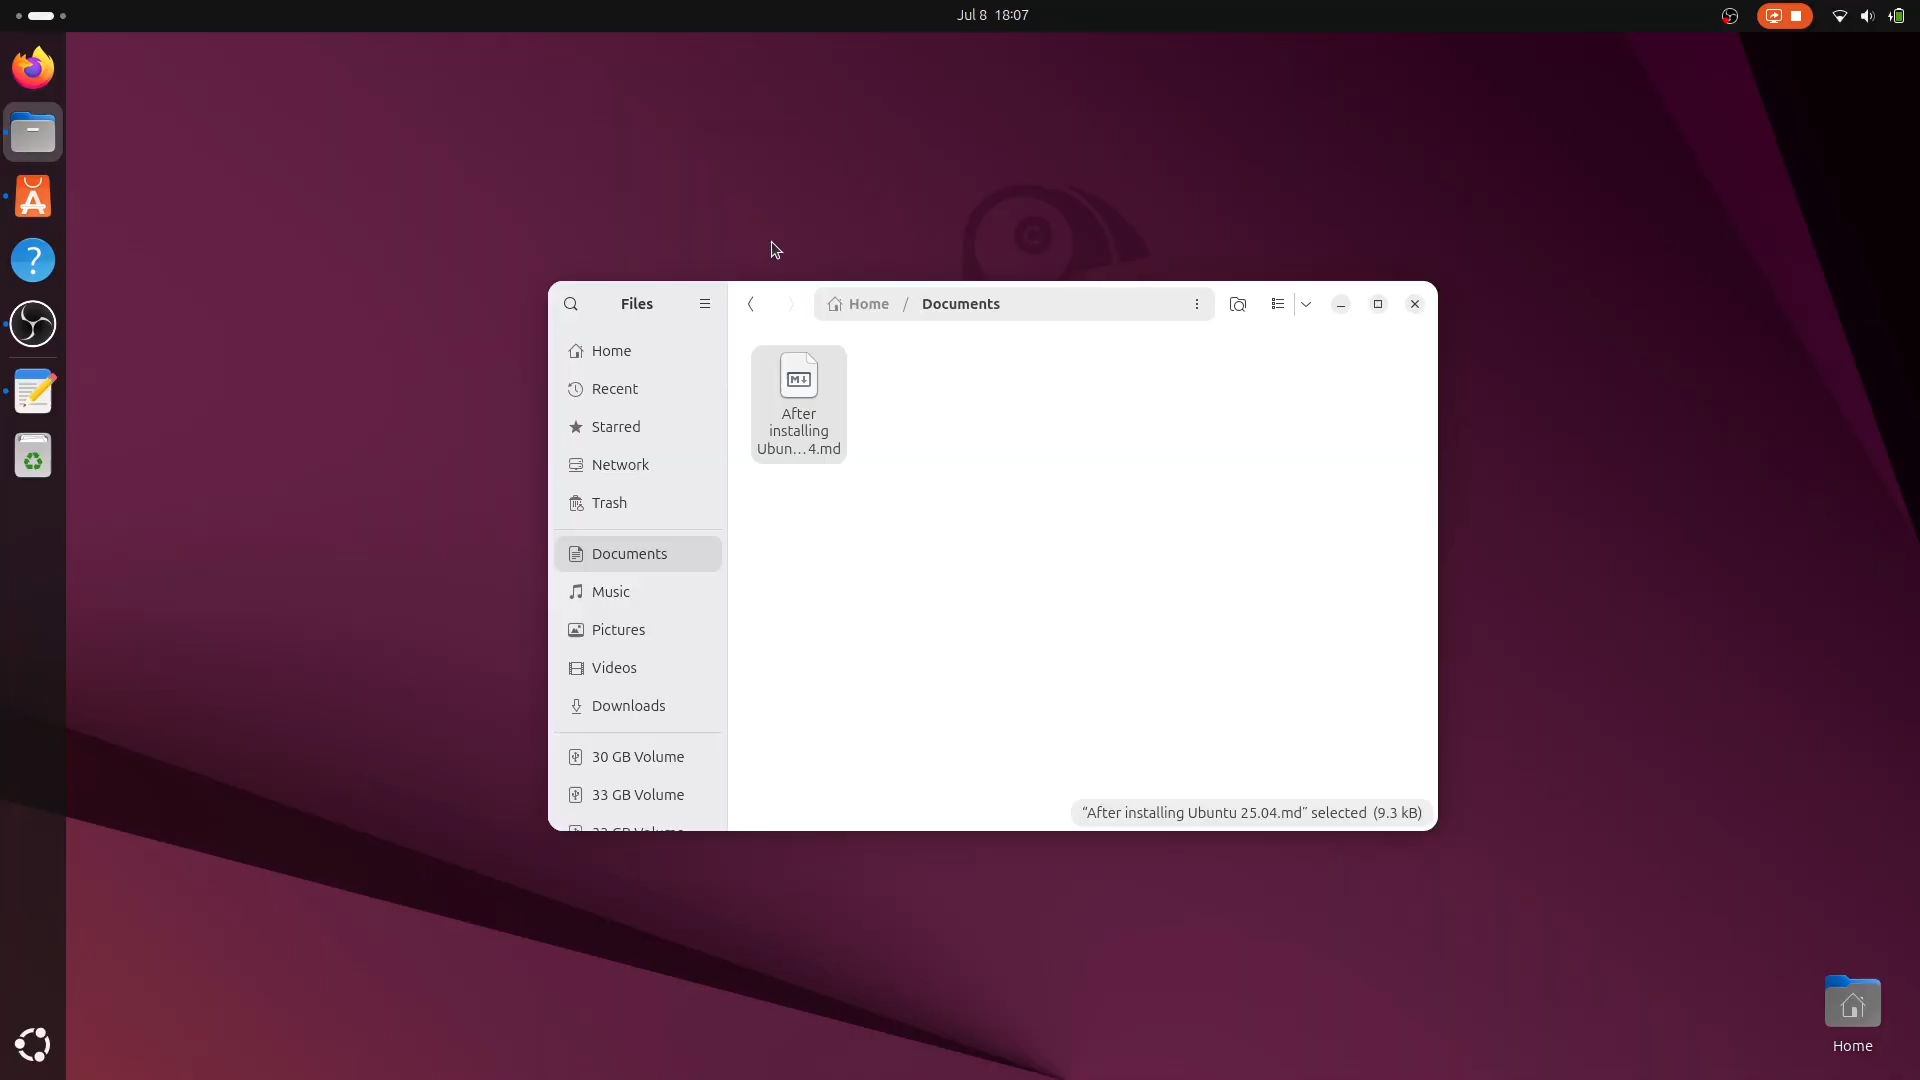 Jul 8 18:07
Files
Home / Documents
Home
Recent
Starred
Network
Trash
Documents
Music
Pictures
Videos
Downloads
30 GB Volume
33 GB Volume
After
installing
Ubun…4.md
“After installing Ubuntu 25.04.md” selected (9.3 kB)
Home